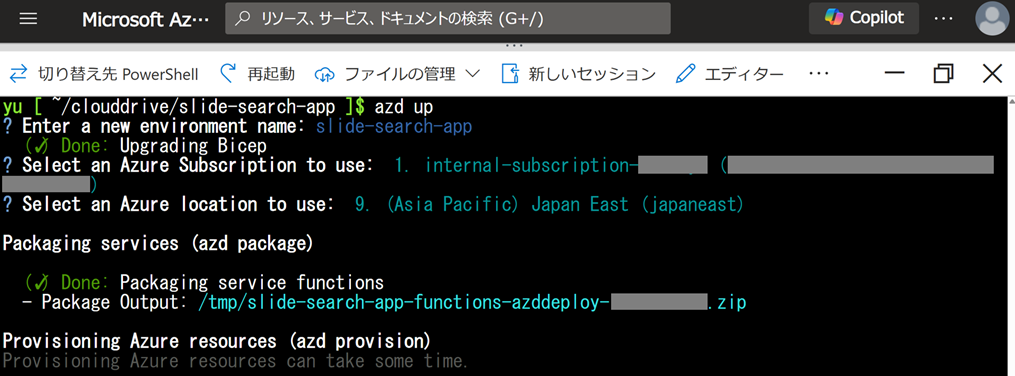 Microsoft Az… リソース、サービス、ドキュメントの検索 (G+/) Copilot …
切り替え先 PowerShell 再起動 ファイルの管理 新しいセッション エディター …
yu [ ~/clouddrive/slide-search-app ]$ azd up
? Enter a new environment name: slide-search-app
(✓) Done: Upgrading Bicep
? Select an Azure Subscription to use: 1. internal-subscription- (
)
? Select an Azure location to use: 9. (Asia Pacific) Japan East (japaneast)
Packaging services (azd package)
(✓) Done: Packaging service functions
- Package Output: /tmp/slide-search-app-functions-azddeploy- .zip
Provisioning Azure resources (azd provision)
Provisioning Azure resources can take some time.